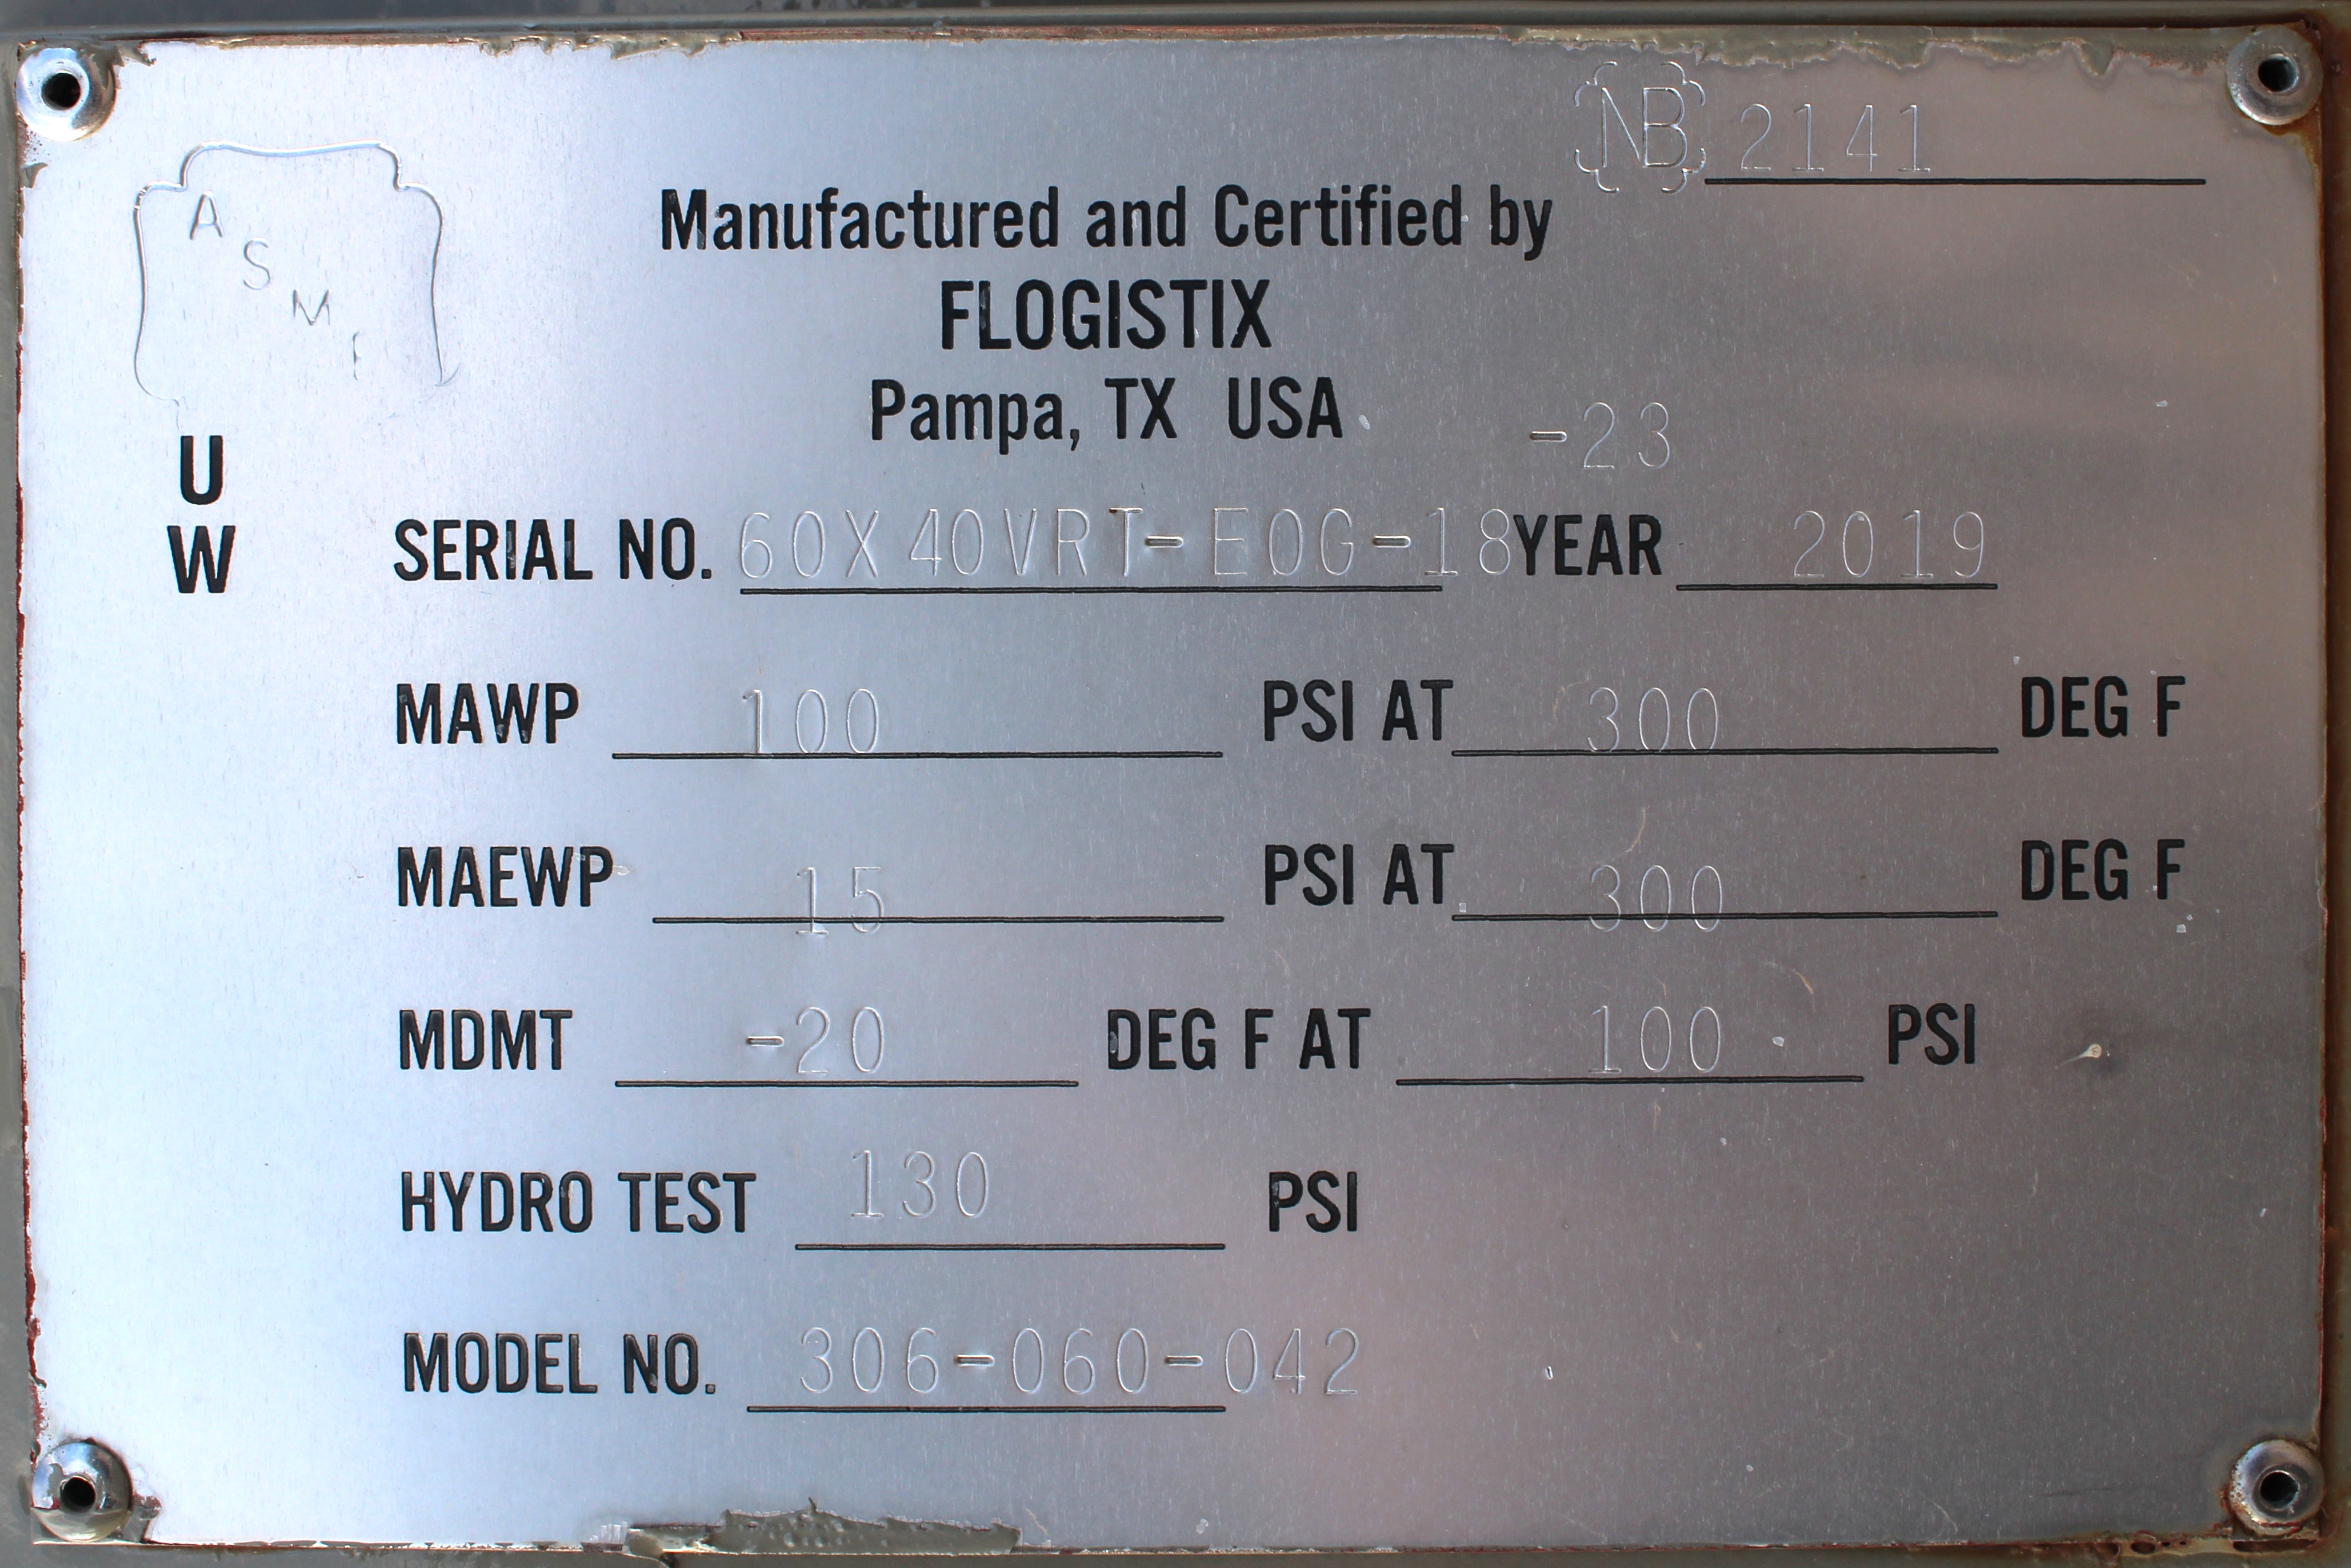 NB 2141
A
S
M
Manufactured and Certified by
FLOGISTIX
Pampa, TX USA
-23
U
W
SERIAL NO. 60X40VRT-EOG-18 YEAR 2019
MAWP 100 PSI AT 300 DEG F
MAEWP 15 PSI AT 300 DEG F
MDMT -20 DEG F AT 100 PSI
HYDRO TEST 130 PSI
MODEL NO. 306-060-042